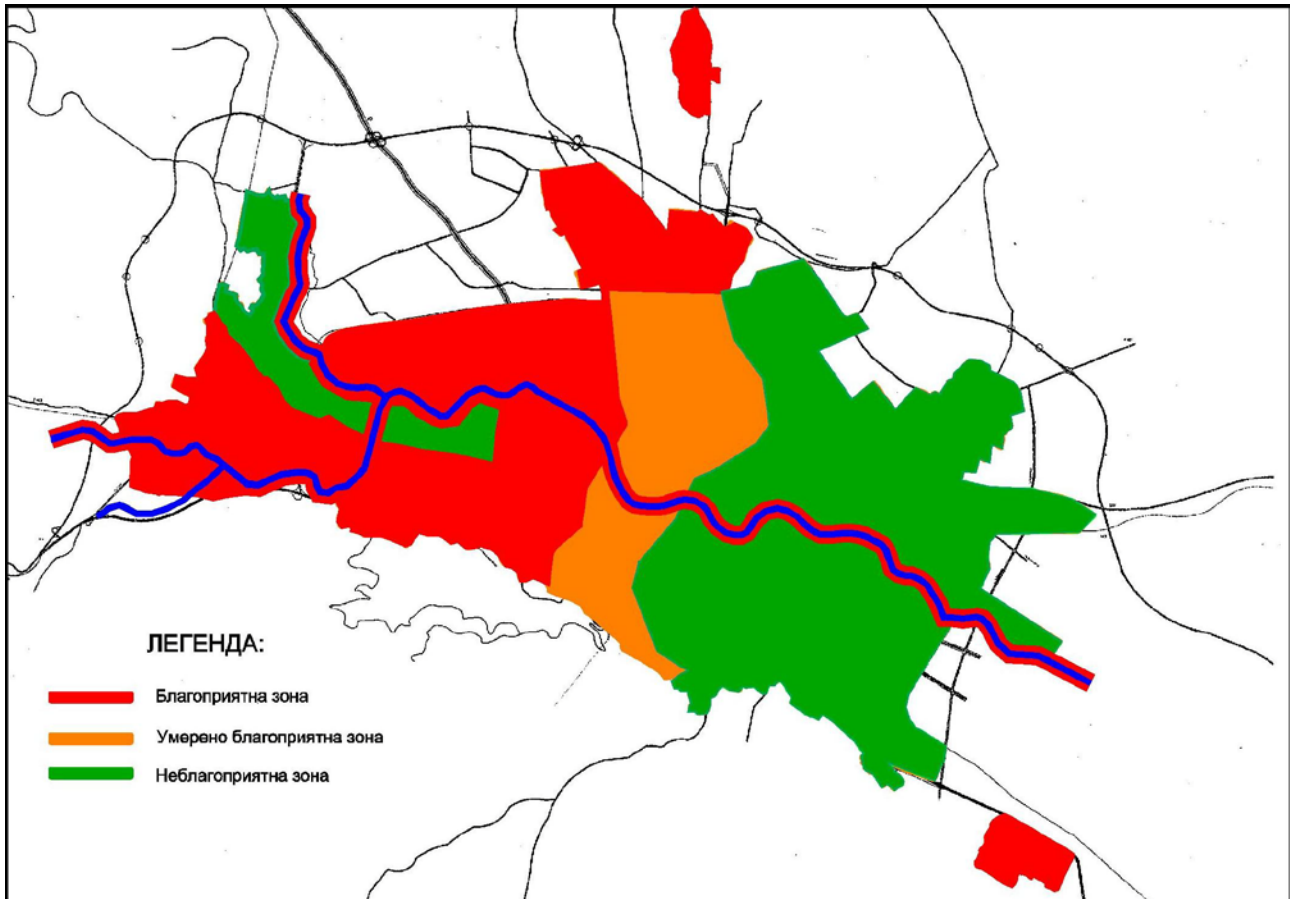 ЛЕГЕНДА:
Благоприятна зона
Умерено благоприятна зона
Неблагоприятна зона